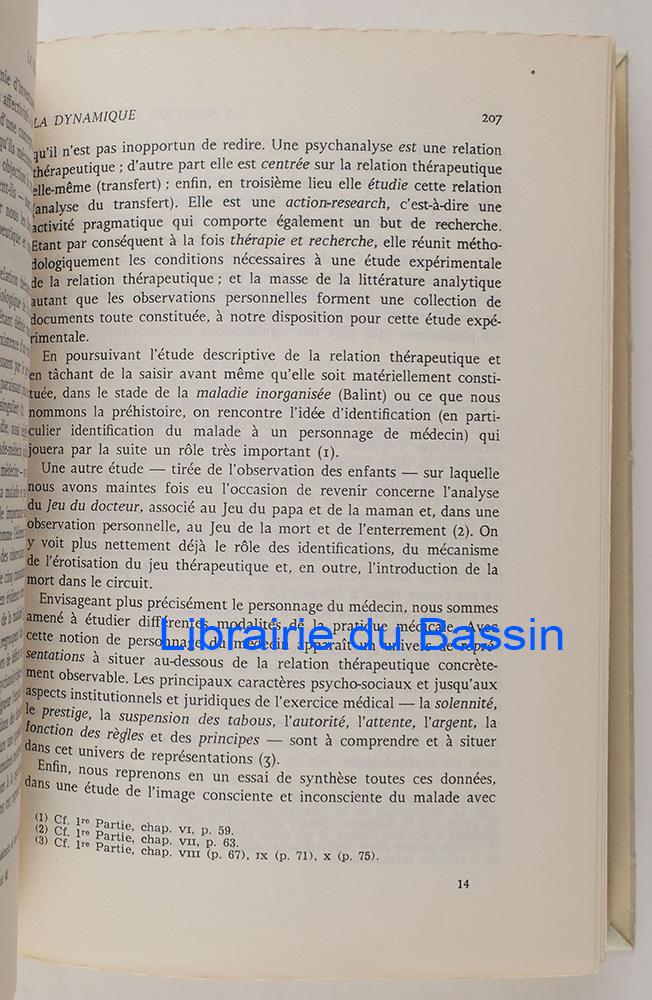 LA DYNAMIQUE 207
qu'il n'est pas inopportun de redire. Une psychanalyse est une relation
thérapeutique ; d'autre part elle est centrée sur la relation thérapeutique
elle-même (transfert) ; enfin, en troisième lieu elle étudie cette relation
(analyse du transfert). Elle est une action-research, c'est-à-dire une
activité pragmatique qui comporte également un but de recherche.
Etant par conséquent à la fois thérapie et recherche, elle réunit métho-
dologiquement les conditions nécessaires à une étude expérimentale
de la relation thérapeutique ; et la masse de la littérature analytique
autant que les observations personnelles forment une collection de
documents toute constituée, à notre disposition pour cette étude expé-
rimentale.
En poursuivant l'étude descriptive de la relation thérapeutique et
en tâchant de la saisir avant même qu'elle soit matériellement consti-
tuée, dans le stade de la maladie inorganisée (Balint) ou ce que nous
nommons la préhistoire, on rencontre l'idée d'identification (en parti-
culier identification du malade à un personnage de médecin) qui
jouera par la suite un rôle très important (1).
Une autre étude — tirée de l'observation des enfants — sur laquelle
nous avons maintes fois eu l'occasion de revenir concerne l'analyse
du Jeu du docteur, associé au Jeu du papa et de la maman et, dans une
observation personnelle, au Jeu de la mort et de l'enterrement (2). On
y voit plus nettement déjà le rôle des identifications, du mécanisme
de l'érotisation du jeu thérapeutique et, en outre, l'introduction de la
mort dans le circuit.
Envisageant plus précisément le personnage du médecin, nous sommes
amené à étudier différentes modalités de la pratique médicale. Avec
Librairie du Bassin
cette notion de personnage du médecin apparaît un univers de repré-
sentations à situer au-dessous de la relation thérapeutique concrète-
ment observable. Les principaux caractères psycho-sociaux et jusqu'aux
aspects institutionnels et juridiques de l'exercice médical — la solennité,
le prestige, la suspension des tabous, l'autorité, l'attente, l'argent, la
fonction des règles et des principes — sont à comprendre et à situer
dans cet univers de représentations (3).
Enfin, nous reprenons en un essai de synthèse toutes ces données,
dans une étude de l'image consciente et inconsciente du malade avec
(1) Cf. 1re Partie, chap. VI, p. 59.
(2) Cf. 1re Partie, chap. VII, p. 63.
(3) Cf. 1re Partie, chap. VIII (p. 67), IX (p. 71), X (p. 75).
14